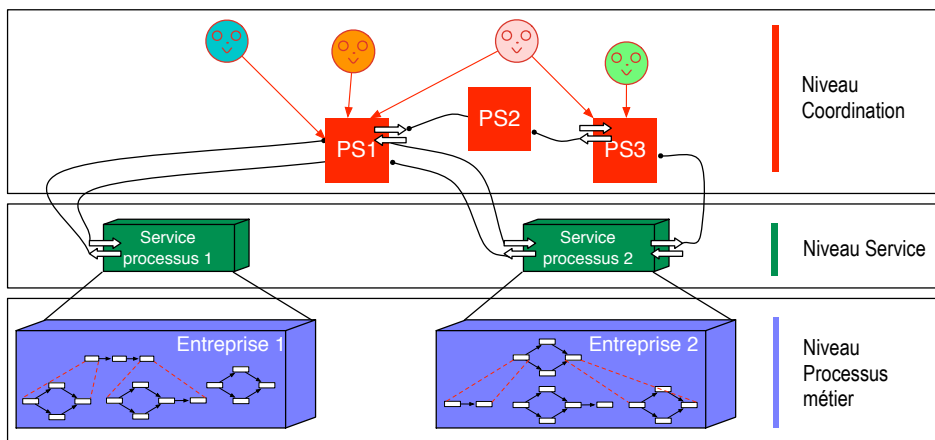 PS1
PS2
PS3
Niveau
Coordination
Service
processus 1
Service
processus 2
Niveau Service
Entreprise 1
Entreprise 2
Niveau
Processus
métier